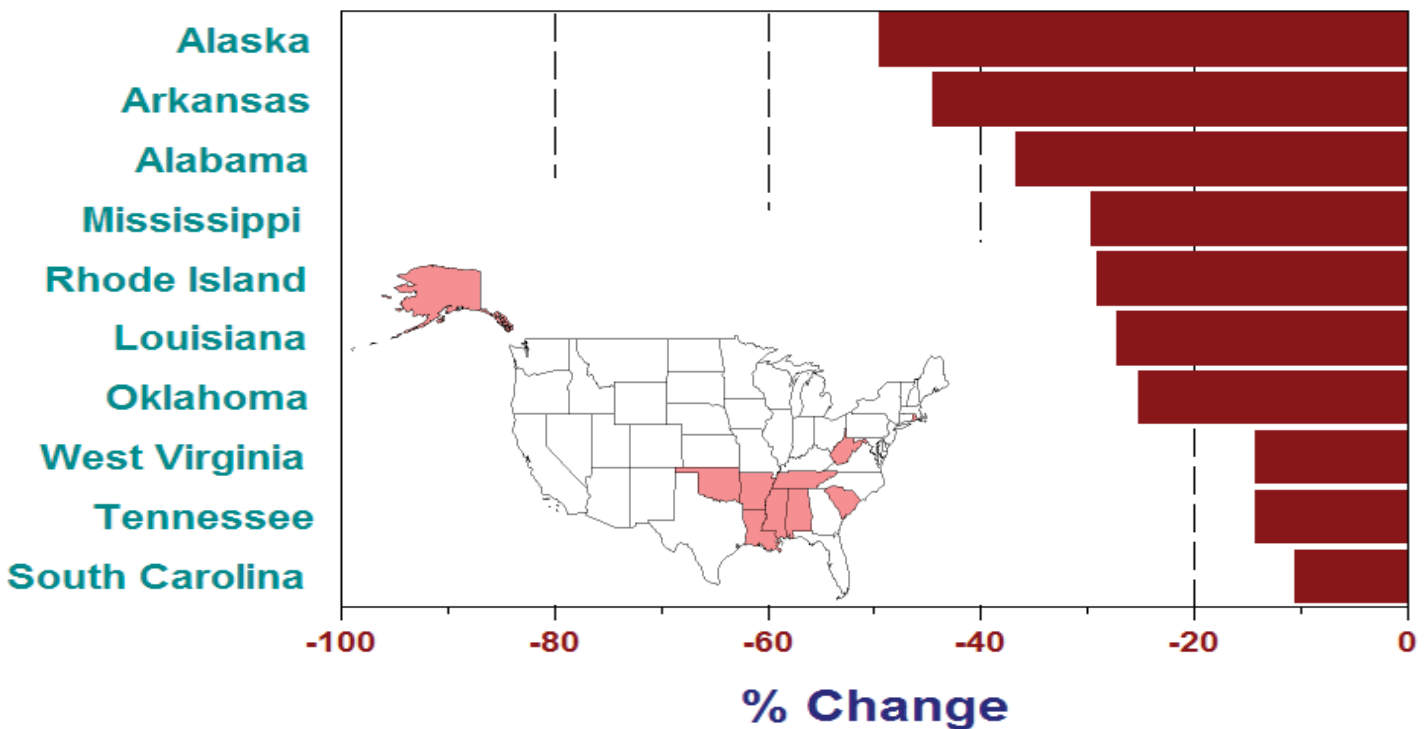 Alaska
Arkansas
Alabama
Mississippi
Rhode Island
Louisiana
Oklahoma
West Virginia
Tennessee
South Carolina
-100 -80 -60 -40 -20 0
% Change